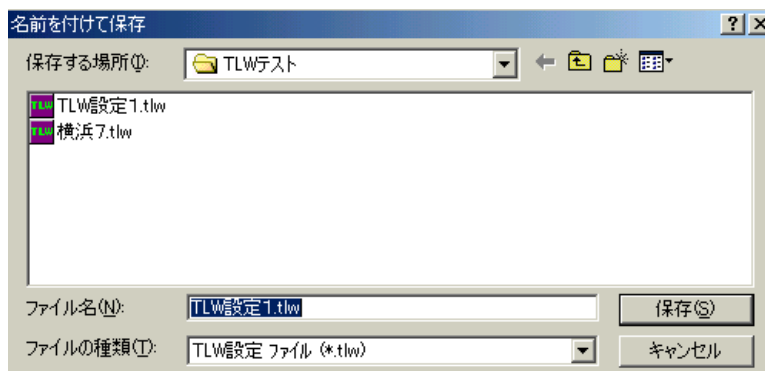 名前を付けて保存
保存する場所(I): TLWテスト
TLW設定1.tlw
横浜7.tlw
ファイル名(N): TLW設定1.tlw 保存(S)
ファイルの種類(T): TLW設定 ファイル (*.tlw) キャンセル